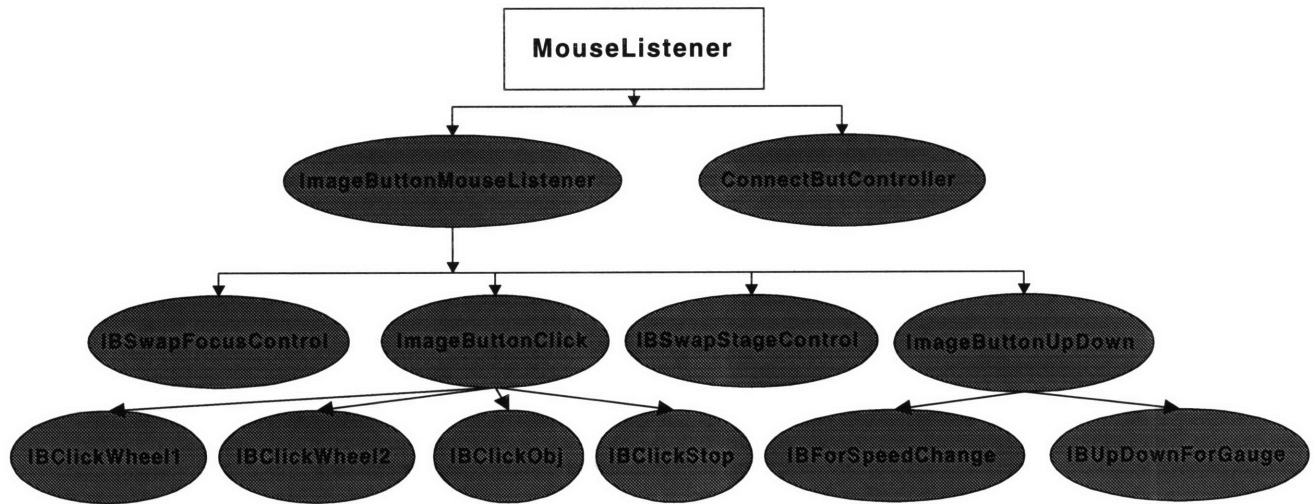 MouseListener
ImageButtonMouseListener
ConnectButController
IBSwapFocusControl
ImageButtonClick
IBSwapStageControl
ImageButtonUpDown
IBClickWheel1
IBClickWheel2
IBClickObj
IBClickStop
IBForSpeedChange
IBUpDownForGauge